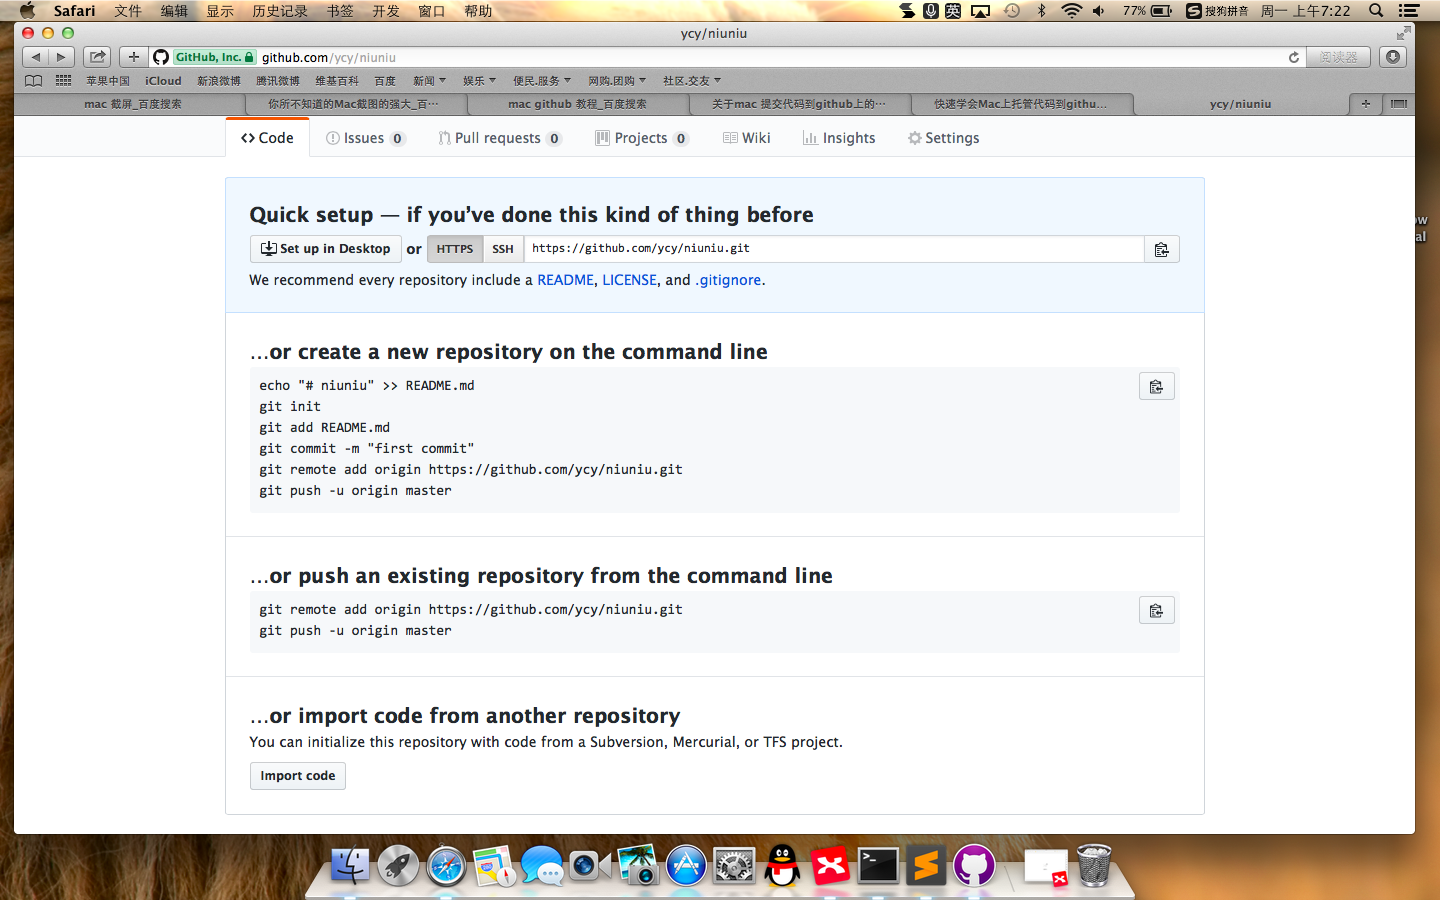 Safari 文件 编辑 显示 历史记录 书签 开发 窗口 帮助 英 77% 搜狗拼音 周一 上午7:22
ycy/niuniu
GitHub, Inc. github.com/ycy/niuniu 阅读器
苹果中国 iCloud 新浪微博 腾讯微博 维基百科 百度 新闻 娱乐 便民.服务 网购.团购 社区.交友
mac 截屏_百度搜索 你所不知道的Mac截图的强大_百… mac github 教程_百度搜索 关于mac 提交代码到github上的… 快速学会Mac上托管代码到githu… ycy/niuniu
Code Issues 0 Pull requests 0 Projects 0 Wiki Insights Settings
Quick setup — if you’ve done this kind of thing before
Set up in Desktop or HTTPS SSH https://github.com/ycy/niuniu.git
We recommend every repository include a README, LICENSE, and .gitignore.
…or create a new repository on the command line
echo "# niuniu" >> README.md
git init
git add README.md
git commit -m "first commit"
git remote add origin https://github.com/ycy/niuniu.git
git push -u origin master
…or push an existing repository from the command line
git remote add origin https://github.com/ycy/niuniu.git
git push -u origin master
…or import code from another repository
You can initialize this repository with code from a Subversion, Mercurial, or TFS project.
Import code